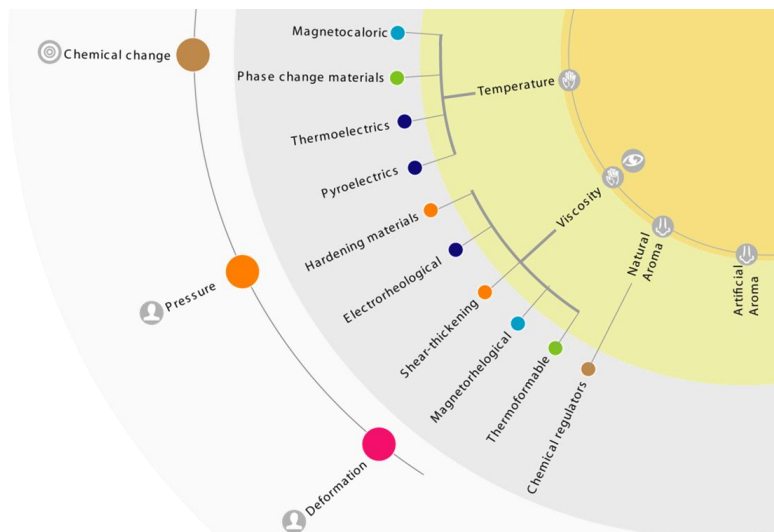 Magnetocaloric
Chemical change
Phase change materials
Temperature
Thermoelectrics
Pyroelectrics
Viscosity
Hardening materials
Natural
Aroma
Artificial
Aroma
Electrorheological
Pressure
Shear-thickening
Magnetorhelogical
Thermoformable
Chemical regulators
Deformation